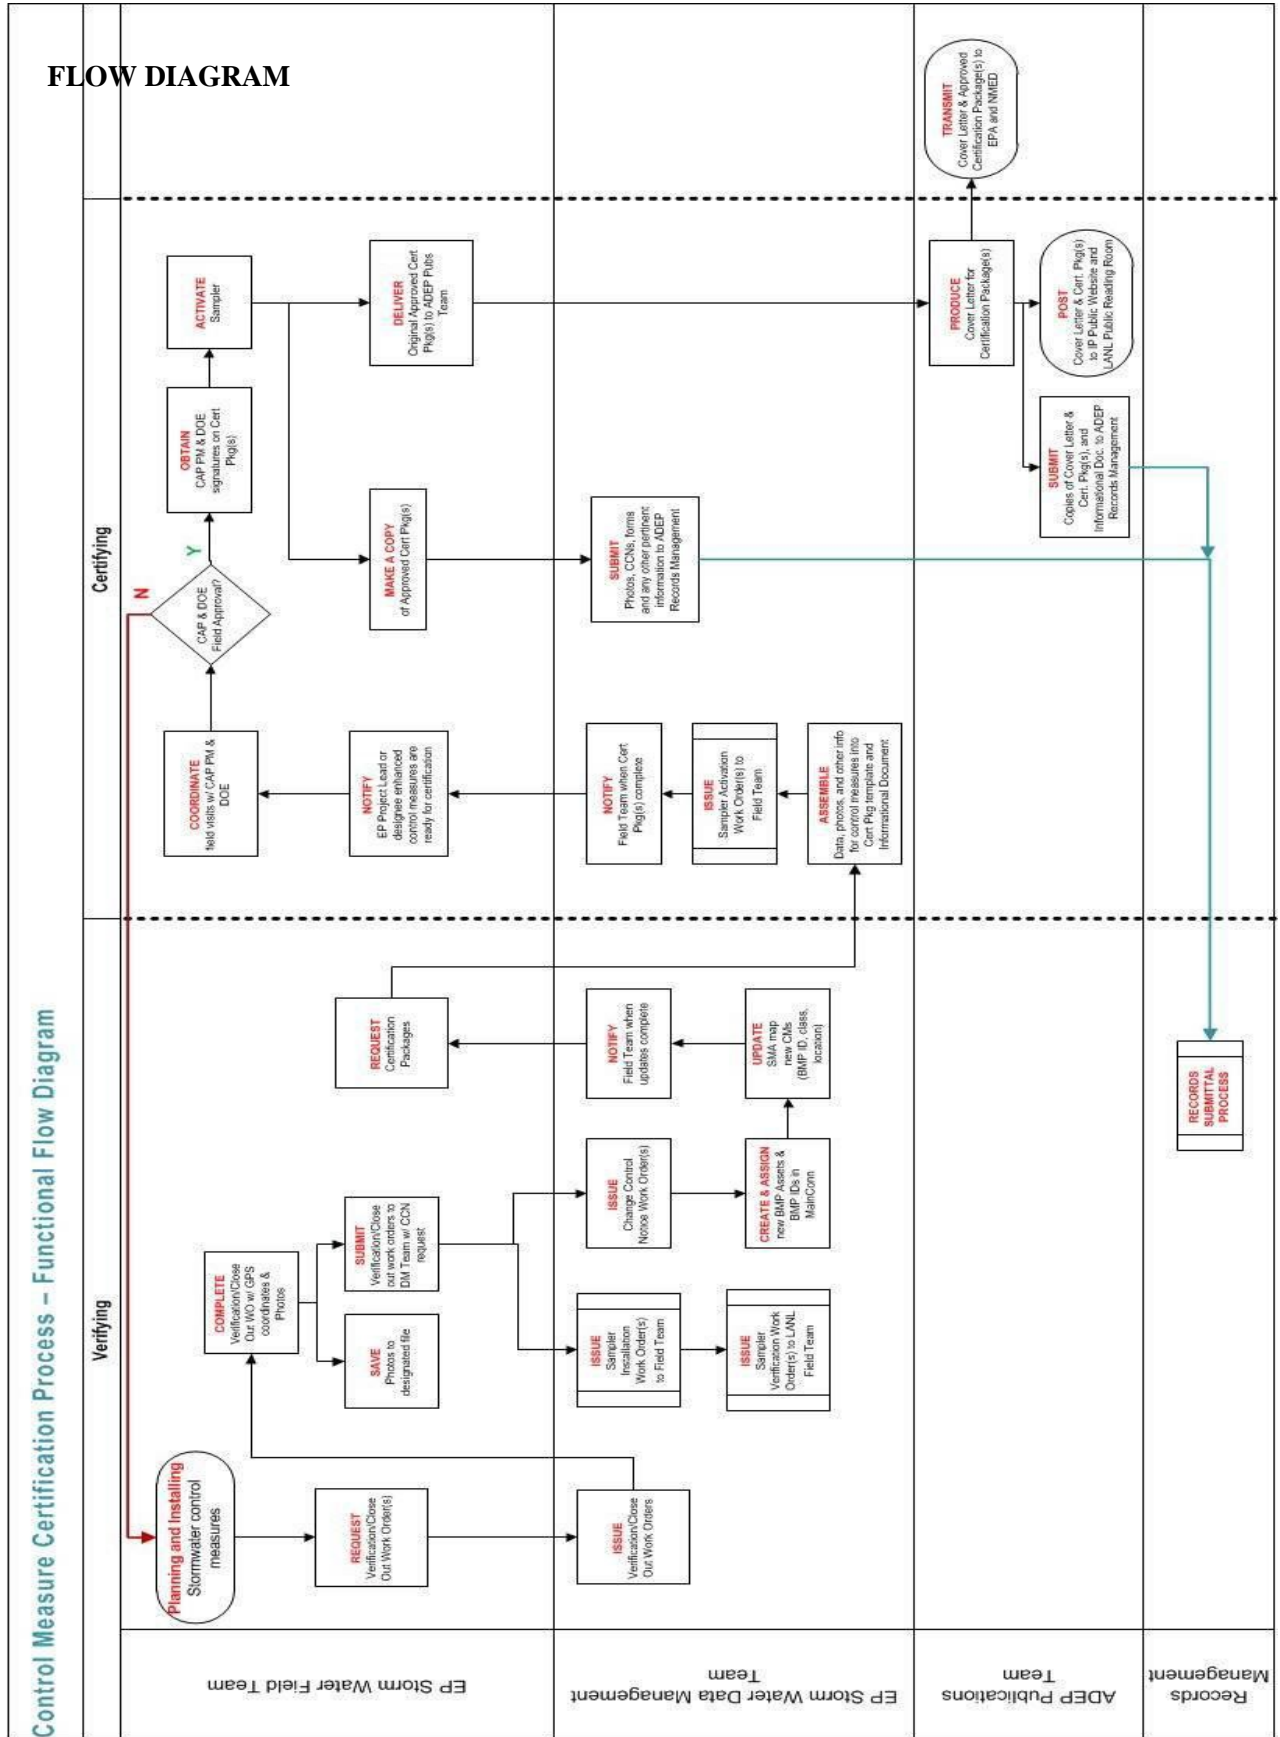 FLOW DIAGRAM
Control Measure Certification Process – Functional Flow Diagram
Verifying
Certifying
EP Storm Water Field Team
EP Storm Water Data Management
Team
ADEP Publications
Team
Records
Management
Planning and Installing
Stormwater control
measures
REQUEST
Verification/Close
Out Work Order(s)
ISSUE
Verification/Close
Out Work Orders
COMPLETE
Verification/Close
Out WO w/ GPS
coordinates &
Photos
SAVE
Photos to
designated file
SUBMIT
Verification/Close
out work orders to
DM Team w/ CCN
request
ISSUE
Sampler
Installation
Work Order(s)
to Field Team
ISSUE
Sampler
Verification Work
Order(s) to LANL
Field Team
ISSUE
Change Control
Notice Work Order(s)
CREATE & ASSIGN
new BMP Assets &
BMP IDs in
MainConn
UPDATE
SMA map
new CMs
(BMP ID, class,
location)
NOTIFY
Field Team when
updates complete
REQUEST
Certification
Packages
ASSEMBLE
Data, photos, and other info
for control measures into
Cert Pkg template and
Informational Document
ISSUE
Sampler Activation
Work Order(s) to
Field Team
NOTIFY
Field Team when Cert
Pkg(s) complete
NOTIFY
EP Project Lead or
designee enhanced
control measures are
ready for certification
COORDINATE
field visits w/ CAP PM &
DOE
CAP & DOE
Field Approval?
N
Y
OBTAIN
CAP PM & DOE
signatures on Cert
Pkg(s)
ACTIVATE
Sampler
MAKE A COPY
of Approved Cert Pkg(s)
DELIVER
Original Approved Cert
Pkg(s) to ADEP Pubs
Team
SUBMIT
Photos, CCNs, forms
and any other pertinent
information to ADEP
Records Management
PRODUCE
Cover Letter for
Certification Package(s)
TRANSMIT
Cover Letter & Approved
Certification Package(s) to
EPA and NMED
POST
Cover Letter & Cert. Pkg(s)
to IP Public Website and
LANL Public Reading Room
SUBMIT
Copies of Cover Letter &
Cert. Pkg(s), and
Informational Doc. to ADEP
Records Management
RECORDS
SUBMITTAL
PROCESS